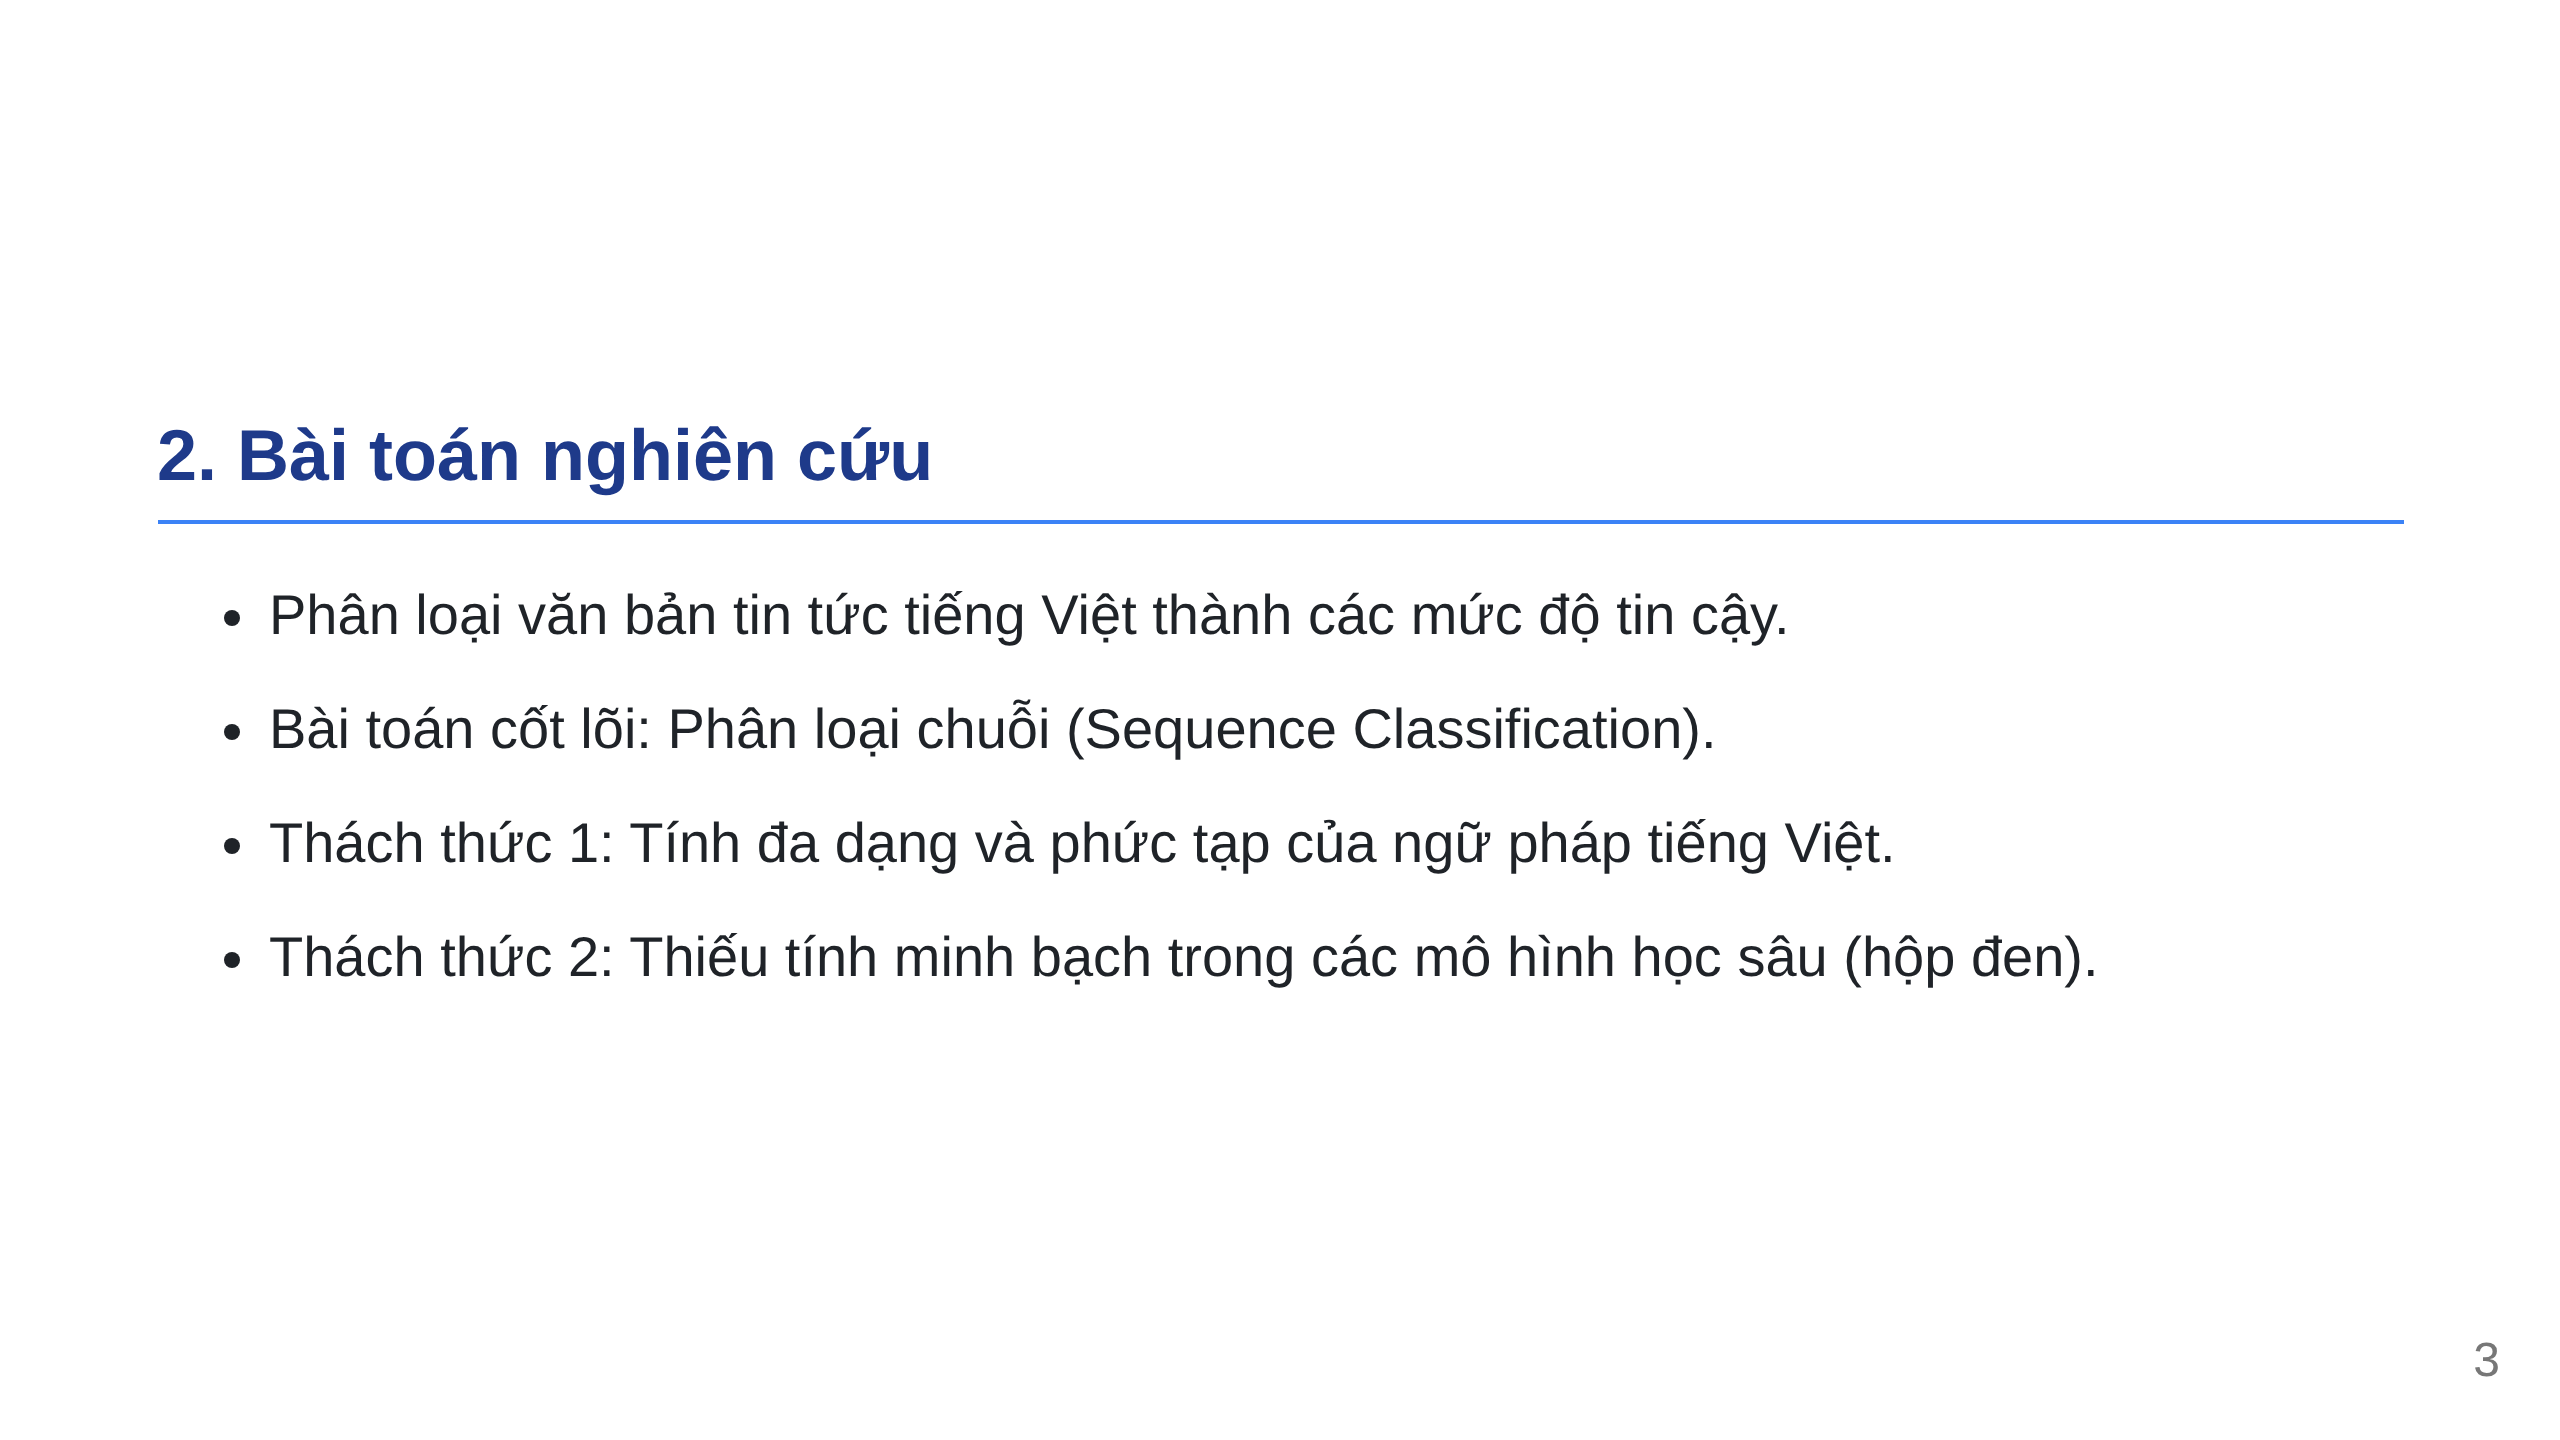 2. Bài toán nghiên cứu
• Phân loại văn bản tin tức tiếng Việt thành các mức độ tin cậy.
• Bài toán cốt lõi: Phân loại chuỗi (Sequence Classification).
• Thách thức 1: Tính đa dạng và phức tạp của ngữ pháp tiếng Việt.
• Thách thức 2: Thiếu tính minh bạch trong các mô hình học sâu (hộp đen).
3